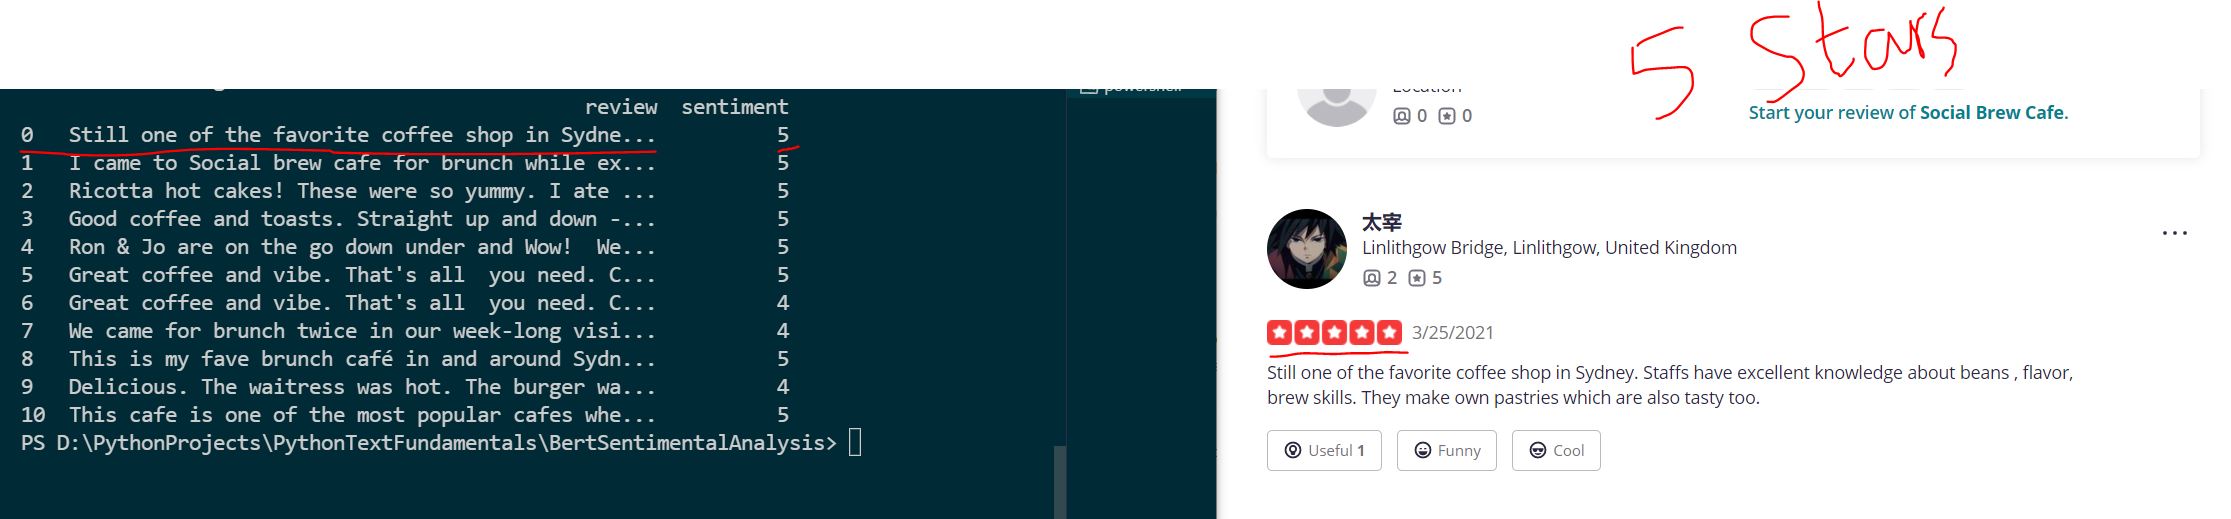 5 Stars
review  sentiment
0   Still one of the favorite coffee shop in Sydne...          5
1   I came to Social brew cafe for brunch while ex...          5
2   Ricotta hot cakes! These were so yummy. I ate ...          5
3   Good coffee and toasts. Straight up and down -...          5
4   Ron & Jo are on the go down under and Wow!  We...          5
5   Great coffee and vibe. That's all  you need. C...          5
6   Great coffee and vibe. That's all  you need. C...          4
7   We came for brunch twice in our week-long visi...          4
8   This is my fave brunch café in and around Sydn...          5
9   Delicious. The waitress was hot. The burger wa...          4
10  This cafe is one of the most popular cafes whe...          5
PS D:\PythonProjects\PythonTextFundamentals\BertSentimentalAnalysis>
powershell
Location
0 0
Start your review of Social Brew Cafe.
太宰
Linlithgow Bridge, Linlithgow, United Kingdom
2 5
3/25/2021
Still one of the favorite coffee shop in Sydney. Staffs have excellent knowledge about beans , flavor,
brew skills. They make own pastries which are also tasty too.
Useful 1 Funny Cool